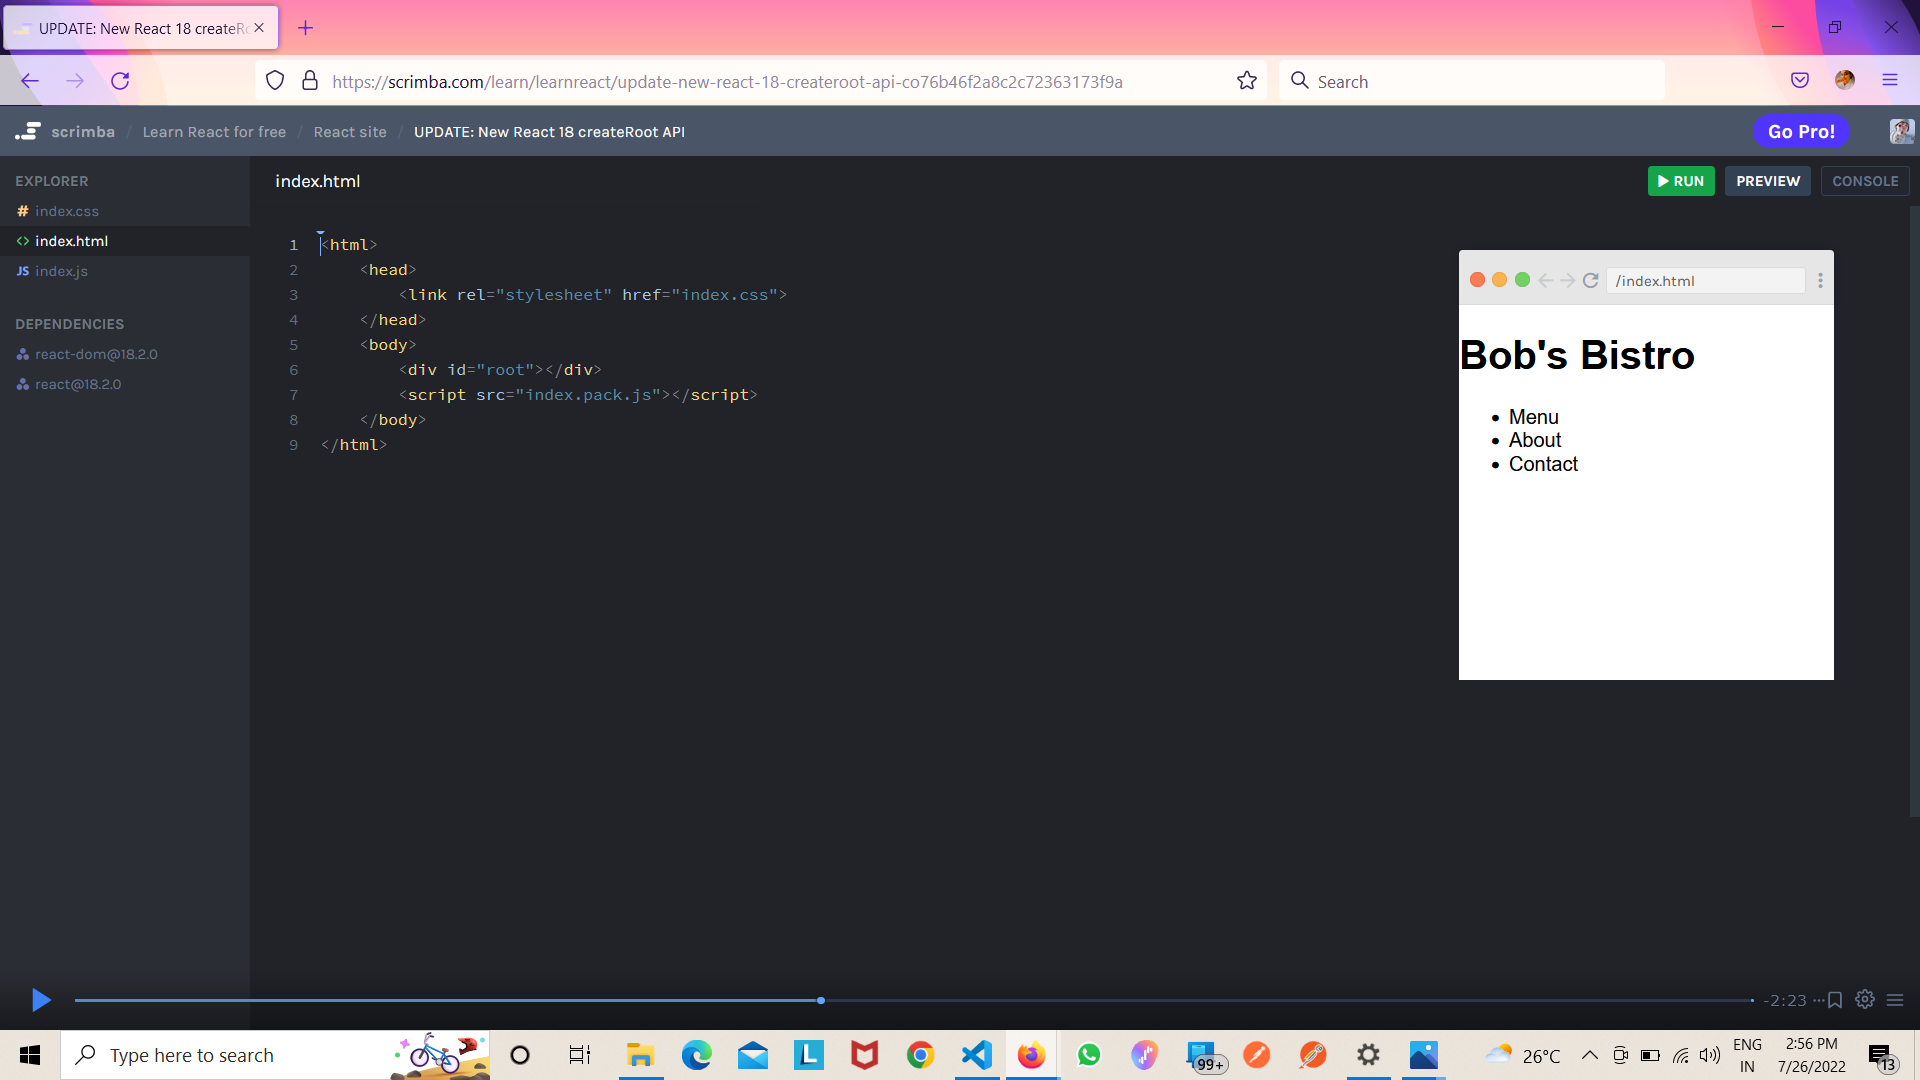 UPDATE: New React 18 createRo
https://scrimba.com/learn/learnreact/update-new-react-18-createroot-api-co76b46f2a8c2c72363173f9a
Search
scrimba / Learn React for free / React site / UPDATE: New React 18 createRoot API
Go Pro!
EXPLORER
# index.css
<> index.html
JS index.js
DEPENDENCIES
react-dom@18.2.0
react@18.2.0
index.html
RUN
PREVIEW
CONSOLE
1 <html>
2 <head>
3 <link rel="stylesheet" href="index.css">
4 </head>
5 <body>
6 <div id="root"></div>
7 <script src="index.pack.js"></script>
8 </body>
9 </html>
/index.html
Bob's Bistro
• Menu
• About
• Contact
-2:23
Type here to search
L
99+
26°C
ENG
IN
2:56 PM
7/26/2022
13